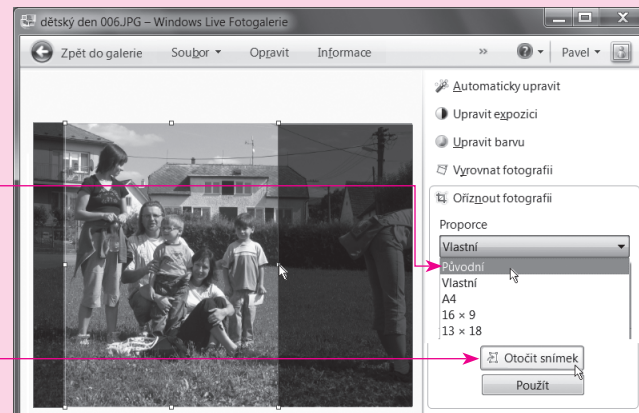 dětský den 006.JPG – Windows Live Fotogalerie
Zpět do galerie Soubor Opravit Informace » Pavel
Automaticky upravit
Upravit expozici
Upravit barvu
Vyrovnat fotografii
Oříznout fotografii
Proporce
Vlastní
Původní
Vlastní
A4
16 × 9
13 × 18
Otočit snímek
Použít